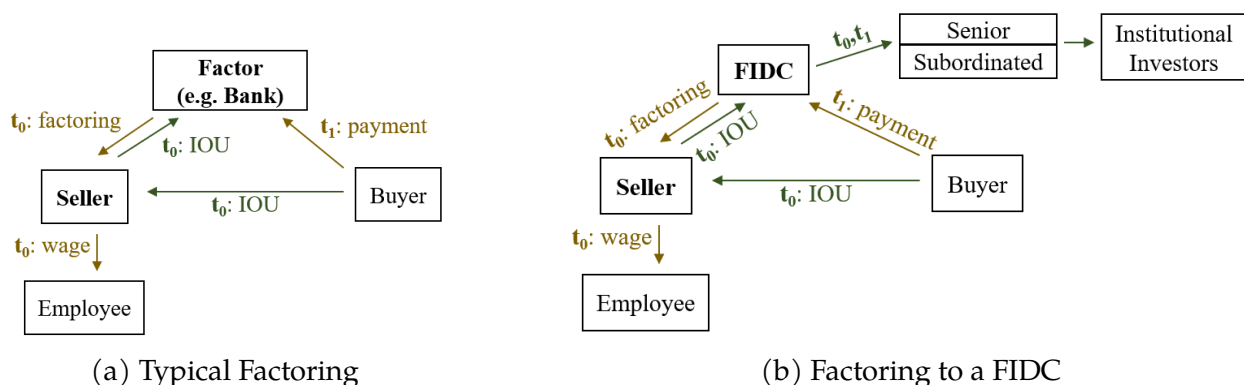 Factor
(e.g. Bank)
t₀: factoring
t₀: IOU
t₁: payment
Seller
Buyer
t₀: IOU
t₀: wage
Employee
(a) Typical Factoring
t₀,t₁
Senior
Subordinated
Institutional
Investors
FIDC
t₀: factoring
t₀: IOU
t₁: payment
Seller
Buyer
t₀: IOU
t₀: wage
Employee
(b) Factoring to a FIDC